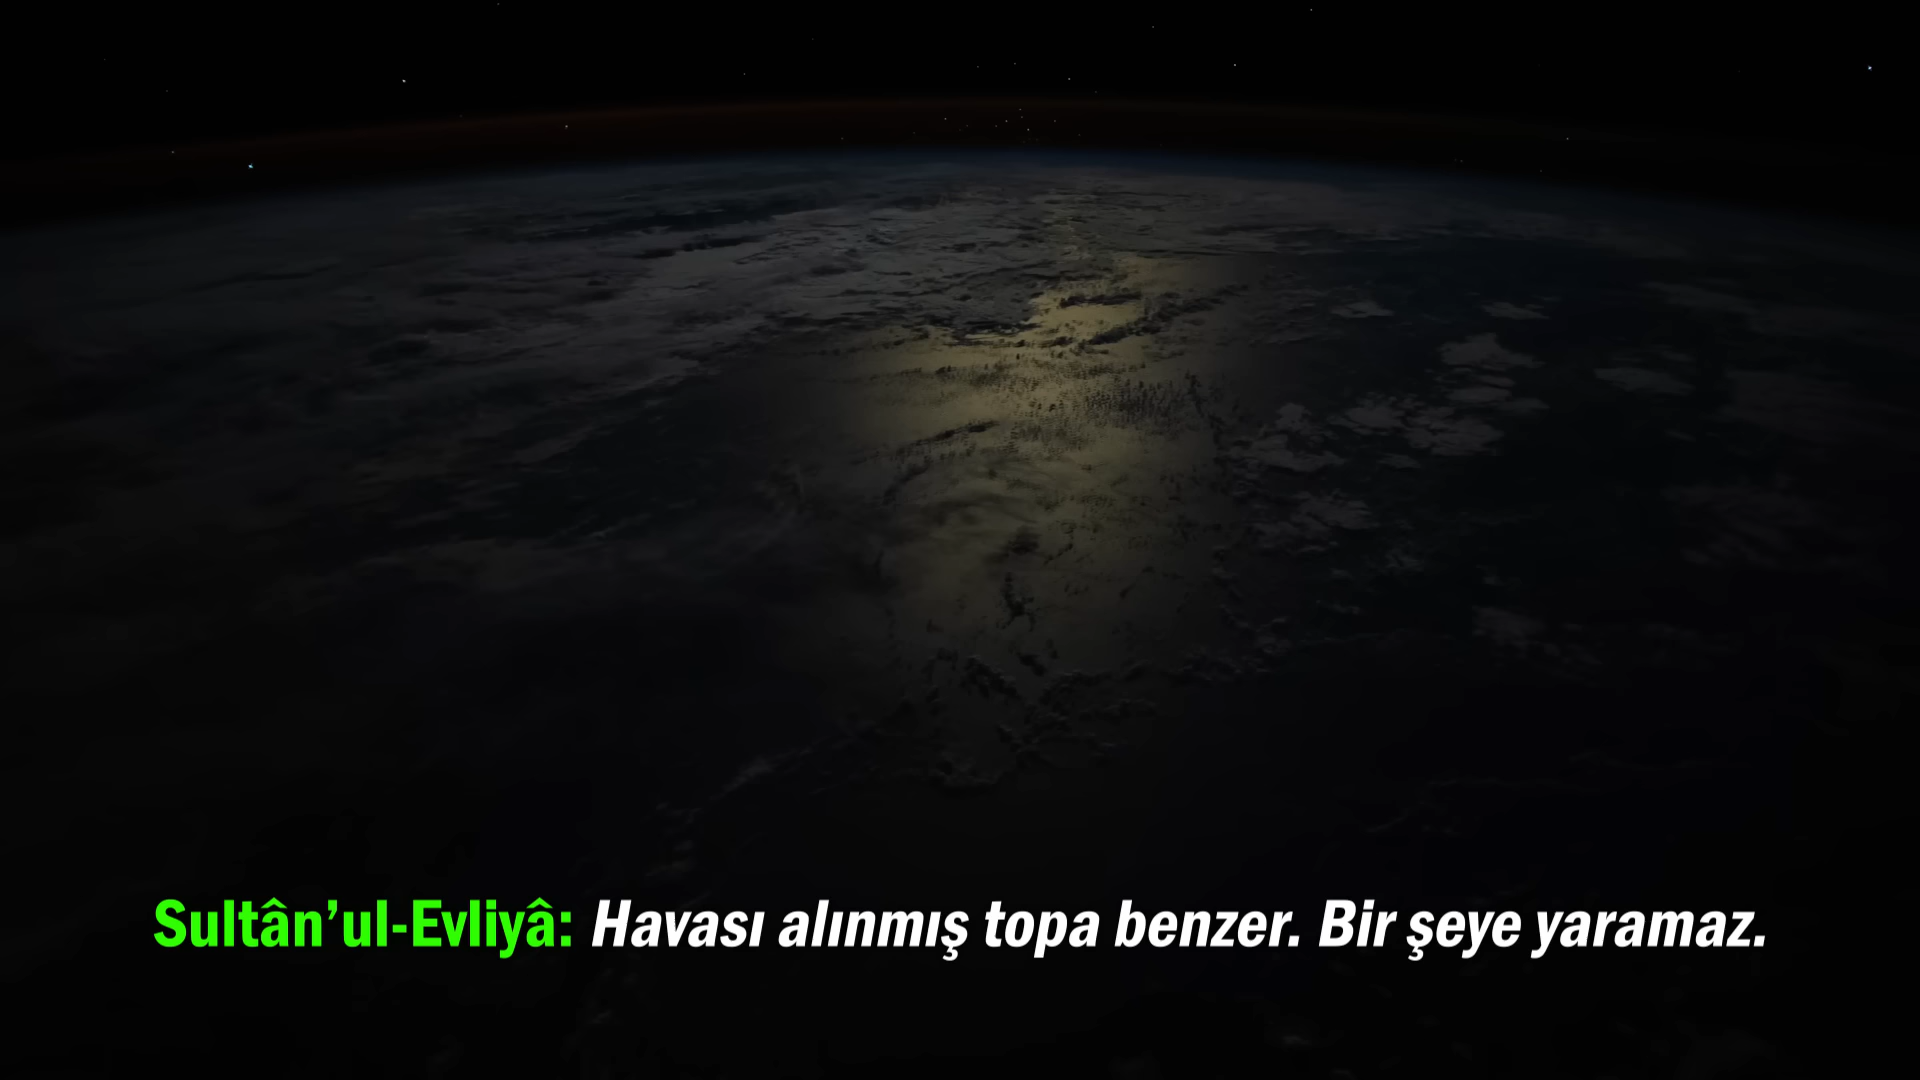 Sultân’ul-Evliyâ: Havası alınmış topa benzer. Bir şeye yaramaz.